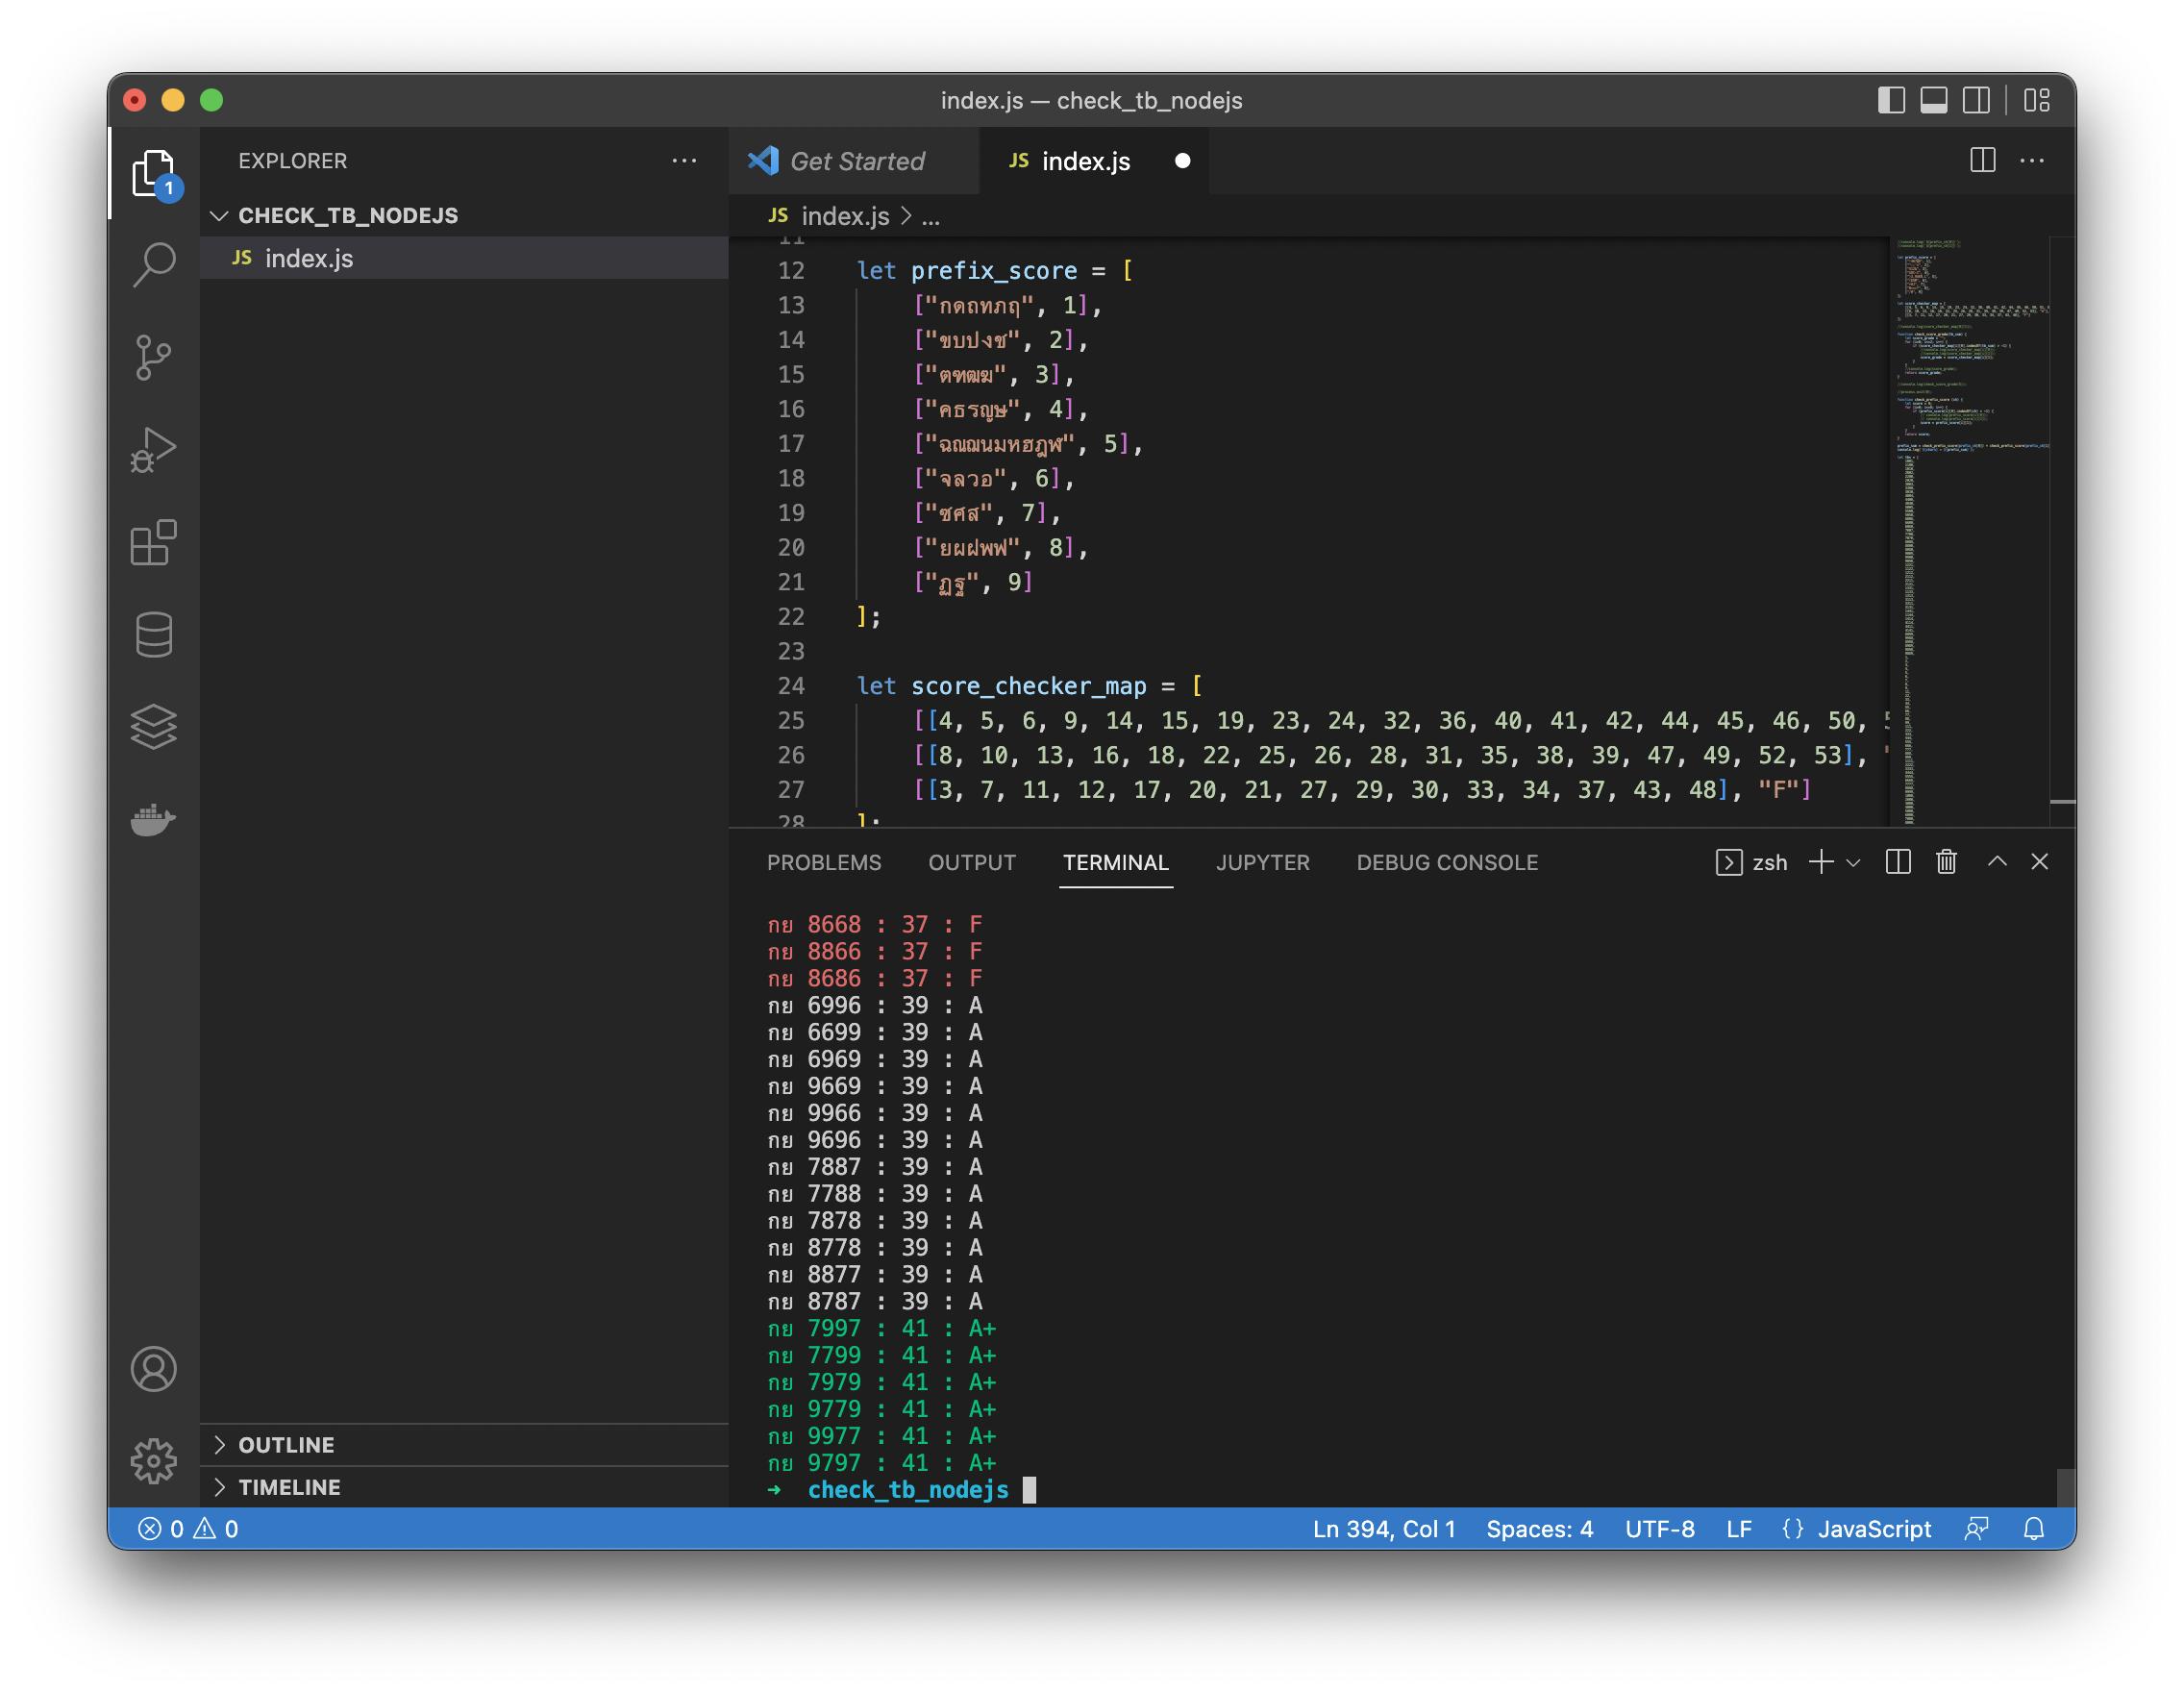 index.js — check_tb_nodejs
EXPLORER
Get Started
JS index.js
1
CHECK_TB_NODEJS
JS index.js > ...
JS index.js
11
12 let prefix_score = [
13 ["กดถทภฤ", 1],
14 ["ขบปงช", 2],
15 ["ตฑฒฆ", 3],
16 ["คธรญษ", 4],
17 ["ฉณฌนมหฮฎฬ", 5],
18 ["จลวอ", 6],
19 ["ซศส", 7],
20 ["ยผฝพฟ", 8],
21 ["ฏฐ", 9]
22 ];
23
24 let score_checker_map = [
25 [[4, 5, 6, 9, 14, 15, 19, 23, 24, 32, 36, 40, 41, 42, 44, 45, 46, 50,
26 [[8, 10, 13, 16, 18, 22, 25, 26, 28, 31, 35, 38, 39, 47, 49, 52, 53], "
27 [[3, 7, 11, 12, 17, 20, 21, 27, 29, 30, 33, 34, 37, 43, 48], "F"]
28 ];
PROBLEMS OUTPUT TERMINAL JUPYTER DEBUG CONSOLE zsh
กย 8668 : 37 : F
กย 8866 : 37 : F
กย 8686 : 37 : F
กย 6996 : 39 : A
กย 6699 : 39 : A
กย 6969 : 39 : A
กย 9669 : 39 : A
กย 9966 : 39 : A
กย 9696 : 39 : A
กย 7887 : 39 : A
กย 7788 : 39 : A
กย 7878 : 39 : A
กย 8778 : 39 : A
กย 8877 : 39 : A
กย 8787 : 39 : A
กย 7997 : 41 : A+
กย 7799 : 41 : A+
กย 7979 : 41 : A+
กย 9779 : 41 : A+
กย 9977 : 41 : A+
กย 9797 : 41 : A+
➜ check_tb_nodejs
OUTLINE
TIMELINE
0 0
Ln 394, Col 1 Spaces: 4 UTF-8 LF {} JavaScript